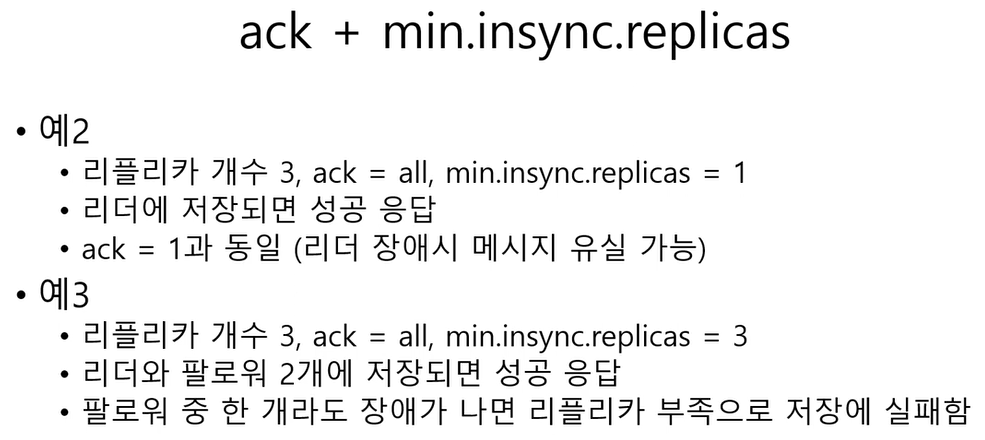 ack + min.insync.replicas
• 예2
• 리플리카 개수 3, ack = all, min.insync.replicas = 1
• 리더에 저장되면 성공 응답
• ack = 1과 동일 (리더 장애시 메시지 유실 가능)
• 예3
• 리플리카 개수 3, ack = all, min.insync.replicas = 3
• 리더와 팔로워 2개에 저장되면 성공 응답
• 팔로워 중 한 개라도 장애가 나면 리플리카 부족으로 저장에 실패함